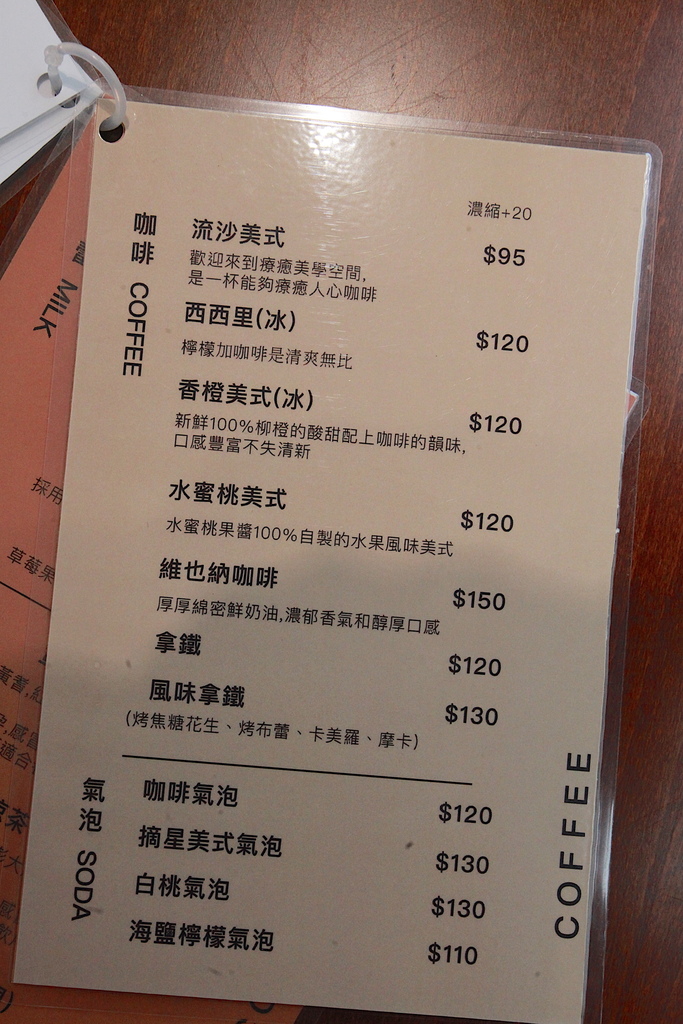 濃縮+20
咖啡 COFFEE
流沙美式 $95
歡迎來到療癒美學空間,
是一杯能夠療癒人心咖啡
西西里(冰) $120
檸檬加咖啡是清爽無比
香橙美式(冰) $120
新鮮100%柳橙的酸甜配上咖啡的韻味,
口感豐富不失清新
水蜜桃美式 $120
水蜜桃果醬100%自製的水果風味美式
維也納咖啡 $150
厚厚綿密鮮奶油,濃郁香氣和醇厚口感
拿鐵 $120
風味拿鐵 $130
(烤焦糖花生、烤布蕾、卡美羅、摩卡)
氣泡 SODA
咖啡氣泡 $120
摘星美式氣泡 $130
白桃氣泡 $130
海鹽檸檬氣泡 $110
COFFEE
MILK
採用
草莓果